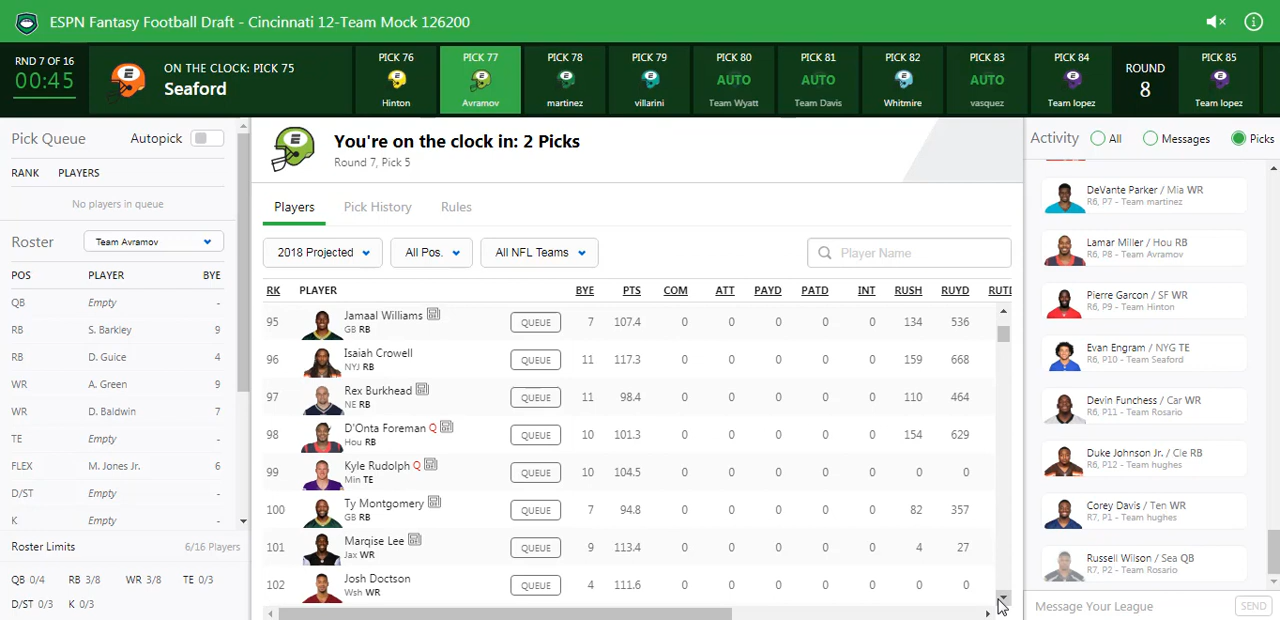 ESPN Fantasy Football Draft - Cincinnati 12-Team Mock 126200
RND 7 OF 16
00:45
ON THE CLOCK: PICK 75
Seaford
PICK 76
Hinton
PICK 77
Avramov
PICK 78
martinez
PICK 79
villarini
PICK 80
AUTO
Team Wyatt
PICK 81
AUTO
Team Davis
PICK 82
Whitmire
PICK 83
AUTO
vasquez
PICK 84
Team lopez
ROUND
8
PICK 85
Team lopez
Pick Queue Autopick
RANK PLAYERS
No players in queue
Roster Team Avramov
POS PLAYER BYE
QB Empty -
RB S. Barkley 9
RB D. Guice 4
WR A. Green 9
WR D. Baldwin 7
TE Empty -
FLEX M. Jones Jr. 6
D/ST Empty -
K Empty -
Roster Limits 6/16 Players
QB 0/4 RB 3/8 WR 3/8 TE 0/3
D/ST 0/3 K 0/3
You're on the clock in: 2 Picks
Round 7, Pick 5
Players Pick History Rules
2018 Projected All Pos. All NFL Teams Player Name
RK PLAYER BYE PTS COM ATT PAYD PATD INT RUSH RUYD RUTD
95 Jamaal Williams GB RB QUEUE 7 107.4 0 0 0 0 0 134 536
96 Isaiah Crowell NYJ RB QUEUE 11 117.3 0 0 0 0 0 159 668
97 Rex Burkhead NE RB QUEUE 11 98.4 0 0 0 0 0 110 464
98 D'Onta Foreman Q Hou RB QUEUE 10 101.3 0 0 0 0 0 154 629
99 Kyle Rudolph Q Min TE QUEUE 10 104.5 0 0 0 0 0 0 0
100 Ty Montgomery GB RB QUEUE 7 94.8 0 0 0 0 0 82 357
101 Marqise Lee Jax WR QUEUE 9 113.4 0 0 0 0 0 4 27
102 Josh Doctson Wsh WR QUEUE 4 111.6 0 0 0 0 0 0 0
Activity All Messages Picks
DeVante Parker / Mia WR
R6, P7 - Team martinez
Lamar Miller / Hou RB
R6, P8 - Team Avramov
Pierre Garcon / SF WR
R6, P9 - Team Hinton
Evan Engram / NYG TE
R6, P10 - Team Seaford
Devin Funchess / Car WR
R6, P11 - Team Rosario
Duke Johnson Jr. / Cle RB
R6, P12 - Team hughes
Corey Davis / Ten WR
R7, P1 - Team hughes
Russell Wilson / Sea QB
R7, P2 - Team Rosario
Message Your League SEND